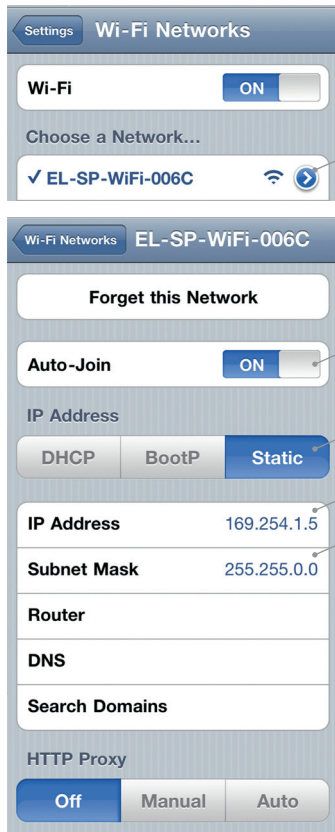 Settings Wi-Fi Networks
Wi-Fi ON
Choose a Network...
✓ EL-SP-WiFi-006C
Wi-Fi Networks EL-SP-WiFi-006C
Forget this Network
Auto-Join ON
IP Address
DHCP BootP Static
IP Address 169.254.1.5
Subnet Mask 255.255.0.0
Router
DNS
Search Domains
HTTP Proxy
Off Manual Auto